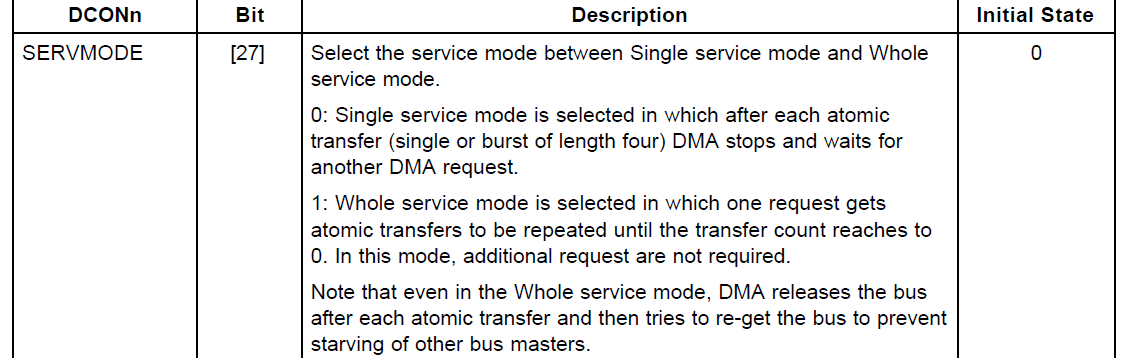 DCONn Bit Description Initial State
SERVMODE [27] Select the service mode between Single service mode and Whole 0
service mode.
0: Single service mode is selected in which after each atomic
transfer (single or burst of length four) DMA stops and waits for
another DMA request.
1: Whole service mode is selected in which one request gets
atomic transfers to be repeated until the transfer count reaches to
0. In this mode, additional request are not required.
Note that even in the Whole service mode, DMA releases the bus
after each atomic transfer and then tries to re-get the bus to prevent
starving of other bus masters.